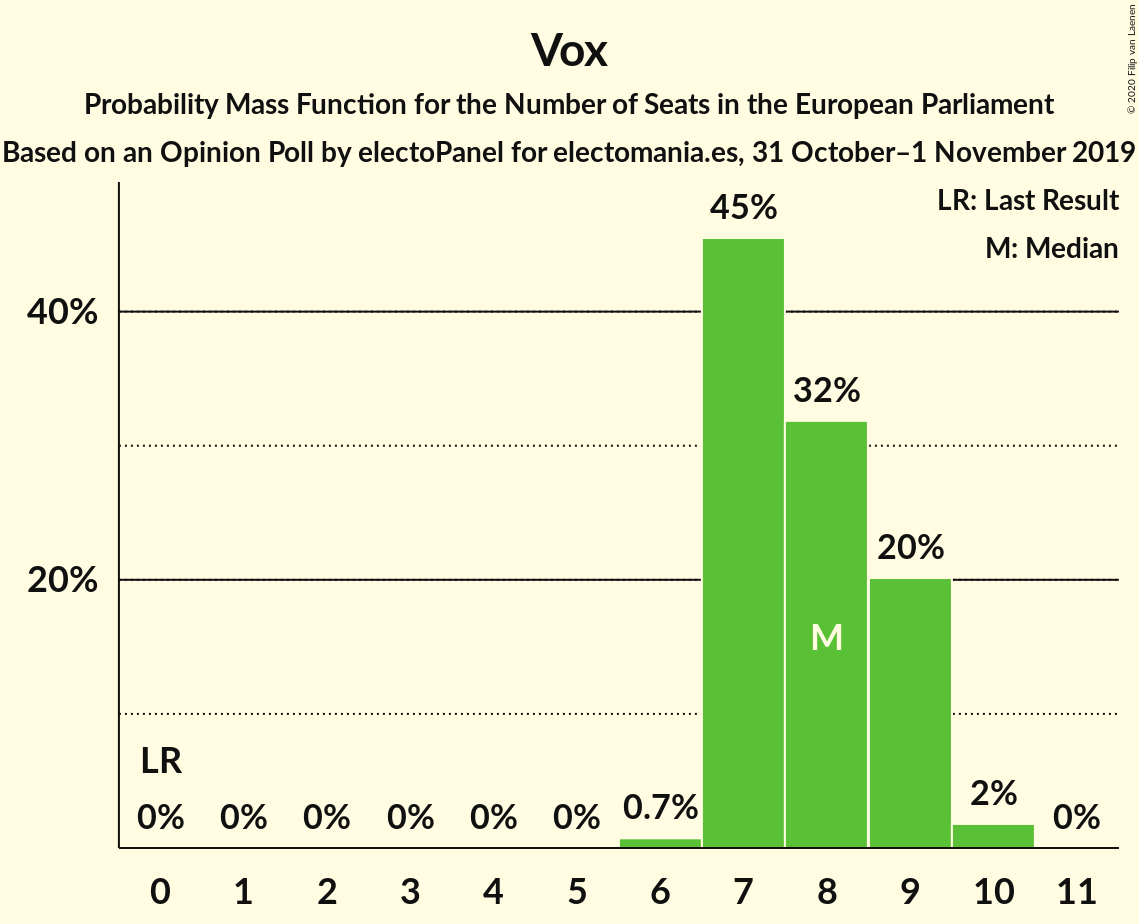 Vox
Probability Mass Function for the Number of Seats in the European Parliament
Based on an Opinion Poll by electoPanel for electomania.es, 31 October–1 November 2019
© 2020 Filip van Laenen
LR: Last Result
M: Median
45%
40%
32%
20%
20%
M
LR
0% 0% 0% 0% 0% 0% 0.7% 2% 0%
0 1 2 3 4 5 6 7 8 9 10 11